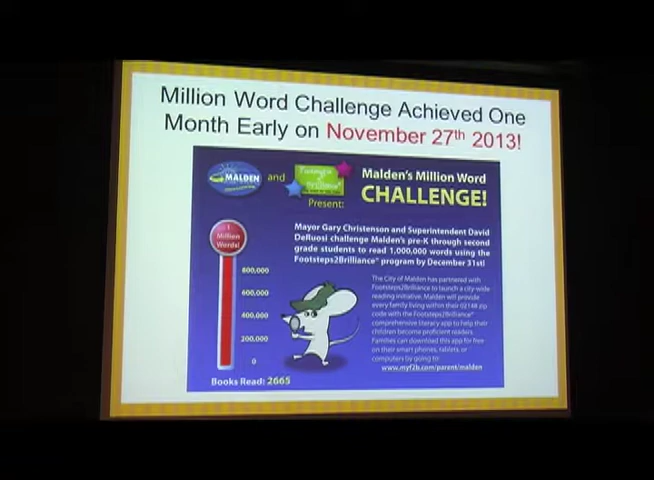 Million Word Challenge Achieved One
Month Early on November 27th 2013!
MALDEN
and
Footsteps
2
Brilliance
Present:
Malden's Million Word
CHALLENGE!
Mayor Gary Christenson and Superintendent David
DeRuosi challenge Malden's pre-K through second
grade students to read 1,000,000 words using the
Footsteps2Brilliance® program by December 31st!
1
Million
Words!
800,000
600,000
400,000
200,000
0
The City of Malden has partnered with
Footsteps2Brilliance to launch a city-wide
reading initiative. Malden will provide
every family living within their 02148 zip
code with the Footsteps2Brilliance®
comprehensive literacy app to help their
children become proficient readers.
Families can download this app for free
on their smart phones, tablets, or
computers by going to:
www.myf2b.com/parent/malden
Books Read: 2665